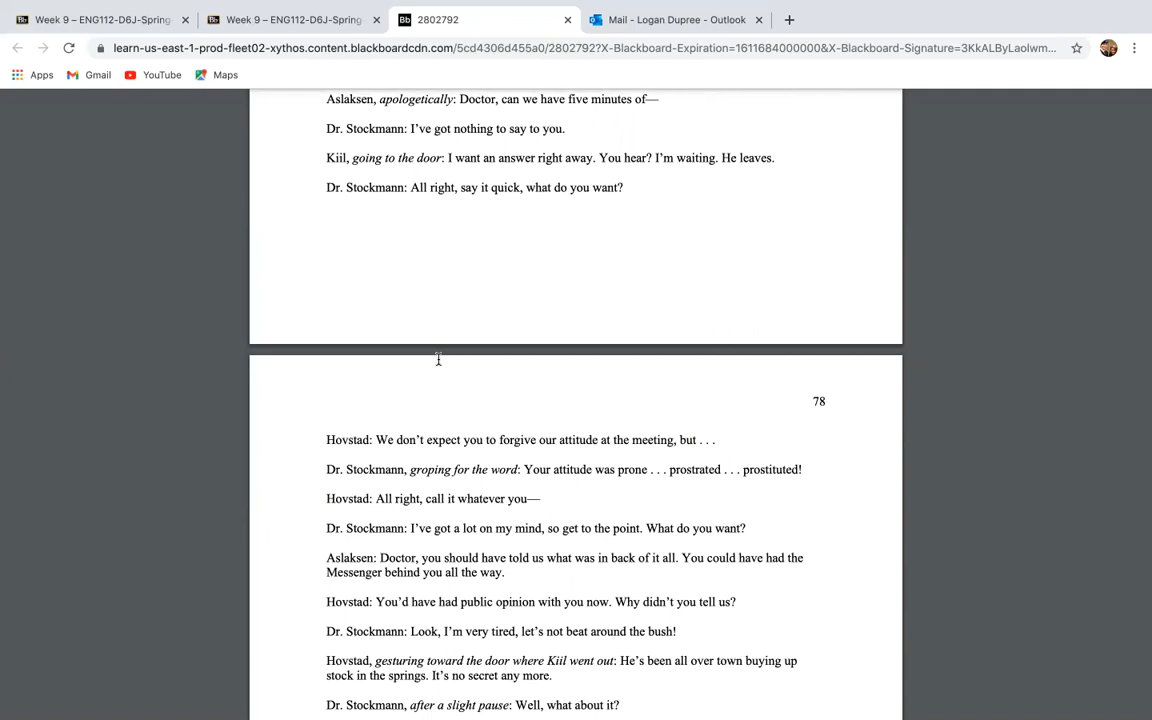 Week 9 – ENG112-D6J-Spring
Week 9 – ENG112-D6J-Spring
Bb 2802792
Mail - Logan Dupree - Outlook
learn-us-east-1-prod-fleet02-xythos.content.blackboardcdn.com/5cd4306d455a0/2802792?X-Blackboard-Expiration=1611684000000&X-Blackboard-Signature=3KkALByLaolwm...
Apps Gmail YouTube Maps
Aslaksen, apologetically: Doctor, can we have five minutes of—
Dr. Stockmann: I’ve got nothing to say to you.
Kiil, going to the door: I want an answer right away. You hear? I’m waiting. He leaves.
Dr. Stockmann: All right, say it quick, what do you want?
78
Hovstad: We don’t expect you to forgive our attitude at the meeting, but . . .
Dr. Stockmann, groping for the word: Your attitude was prone . . . prostrated . . . prostituted!
Hovstad: All right, call it whatever you—
Dr. Stockmann: I’ve got a lot on my mind, so get to the point. What do you want?
Aslaksen: Doctor, you should have told us what was in back of it all. You could have had the
Messenger behind you all the way.
Hovstad: You’d have had public opinion with you now. Why didn’t you tell us?
Dr. Stockmann: Look, I’m very tired, let’s not beat around the bush!
Hovstad, gesturing toward the door where Kiil went out: He’s been all over town buying up
stock in the springs. It’s no secret any more.
Dr. Stockmann, after a slight pause: Well, what about it?